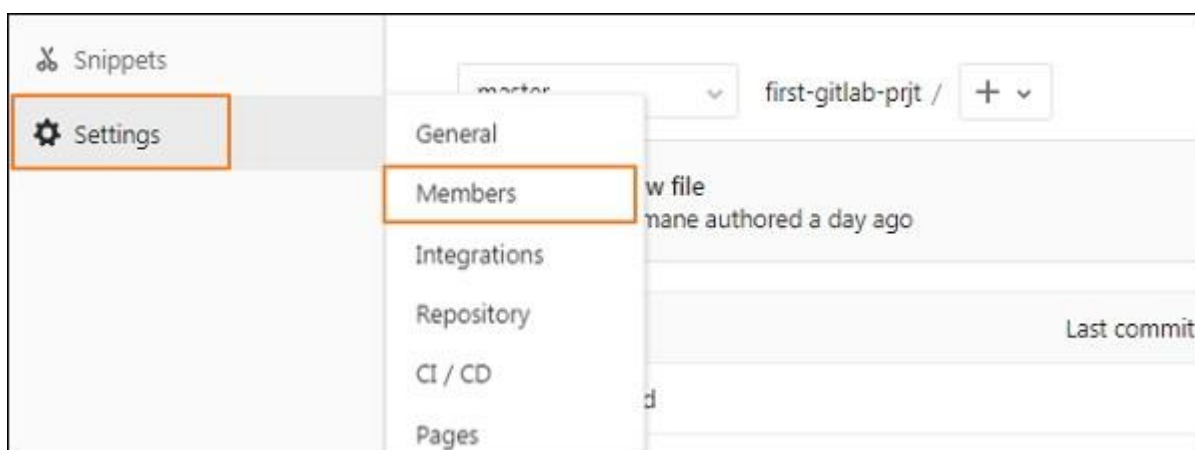 Snippets
Settings
master
first-gitlab-prjt /
General
Members
Integrations
Repository
CI / CD
Pages
w file
mane authored a day ago
Last commit
d